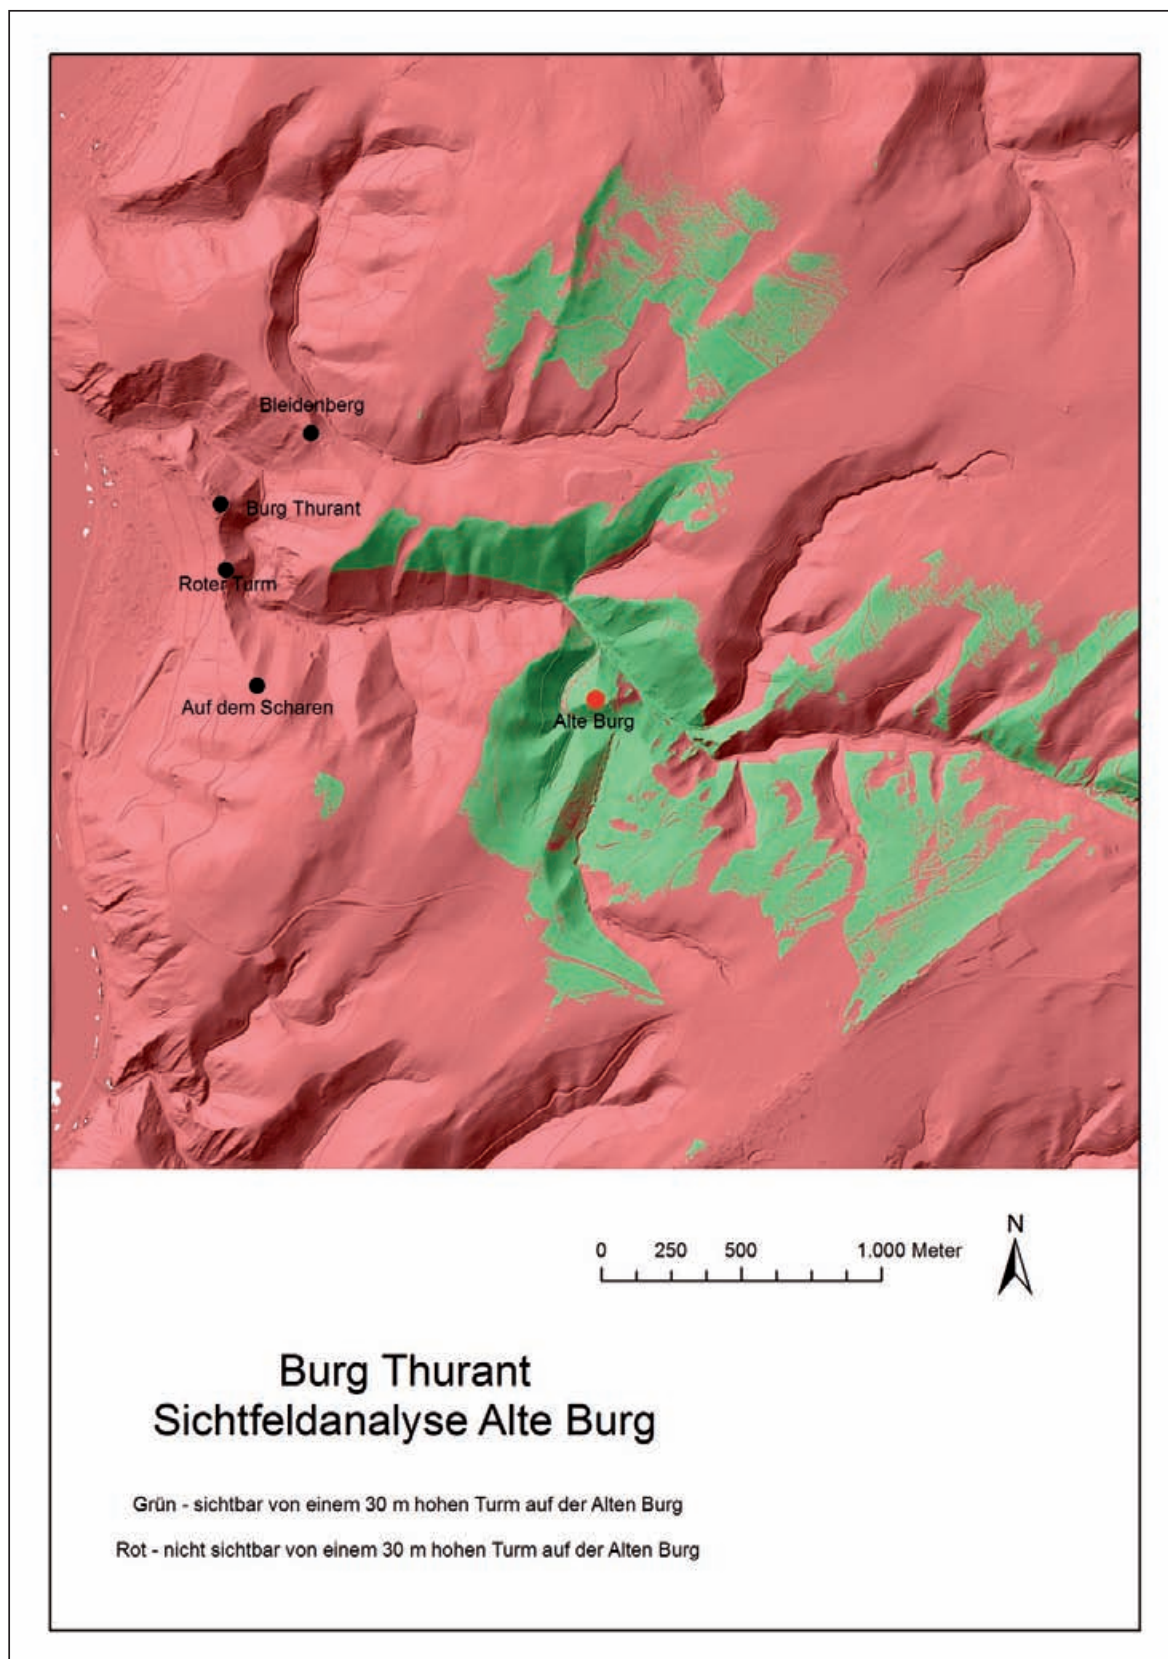 Bleidenberg
Burg Thurant
Roter Turm
Auf dem Scharen
Alte Burg
0 250 500 1.000 Meter
N
Burg Thurant
Sichtfeldanalyse Alte Burg
Grün - sichtbar von einem 30 m hohen Turm auf der Alten Burg
Rot - nicht sichtbar von einem 30 m hohen Turm auf der Alten Burg